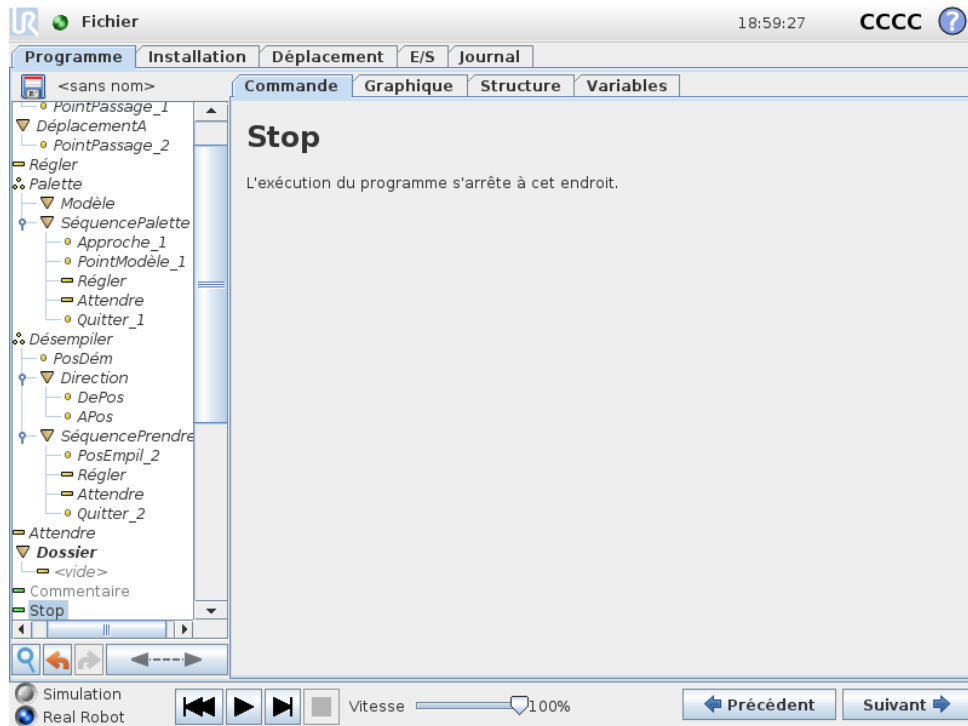 UR Fichier 18:59:27 CCCC ?
Programme Installation Déplacement E/S Journal
<sans nom> Commande Graphique Structure Variables
PointPassage_1
DéplacementA
PointPassage_2
Régler
Palette
Modèle
SéquencePalette
Approche_1
PointModèle_1
Régler
Attendre
Quitter_1
Désempiler
PosDém
Direction
DePos
APos
SéquencePrendre
PosEmpil_2
Régler
Attendre
Quitter_2
Attendre
Dossier
<vide>
Commentaire
Stop
Stop
L'exécution du programme s'arrête à cet endroit.
Simulation
Real Robot
Vitesse 100%
Précédent Suivant